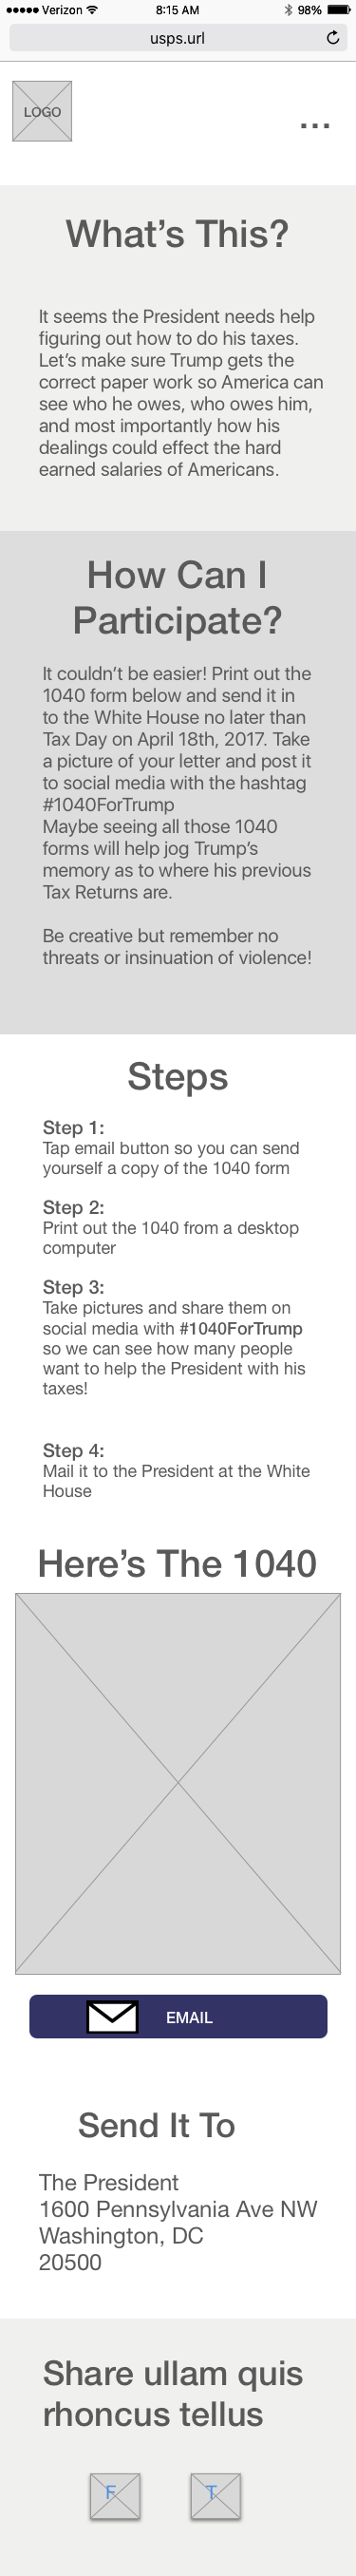 Verizon 8:15 AM 98%
usps.url
LOGO
...
What's This?
It seems the President needs help
figuring out how to do his taxes.
Let's make sure Trump gets the
correct paper work so America can
see who he owes, who owes him,
and most importantly how his
dealings could effect the hard
earned salaries of Americans.
How Can I
Participate?
It couldn't be easier! Print out the
1040 form below and send it in
to the White House no later than
Tax Day on April 18th, 2017. Take
a picture of your letter and post it
to social media with the hashtag
#1040ForTrump
Maybe seeing all those 1040
forms will help jog Trump's
memory as to where his previous
Tax Returns are.
Be creative but remember no
threats or insinuation of violence!
Steps
Step 1:
Tap email button so you can send
yourself a copy of the 1040 form
Step 2:
Print out the 1040 from a desktop
computer
Step 3:
Take pictures and share them on
social media with #1040ForTrump
so we can see how many people
want to help the President with his
taxes!
Step 4:
Mail it to the President at the White
House
Here's The 1040
EMAIL
Send It To
The President
1600 Pennsylvania Ave NW
Washington, DC
20500
Share ullam quis
rhoncus tellus
F T